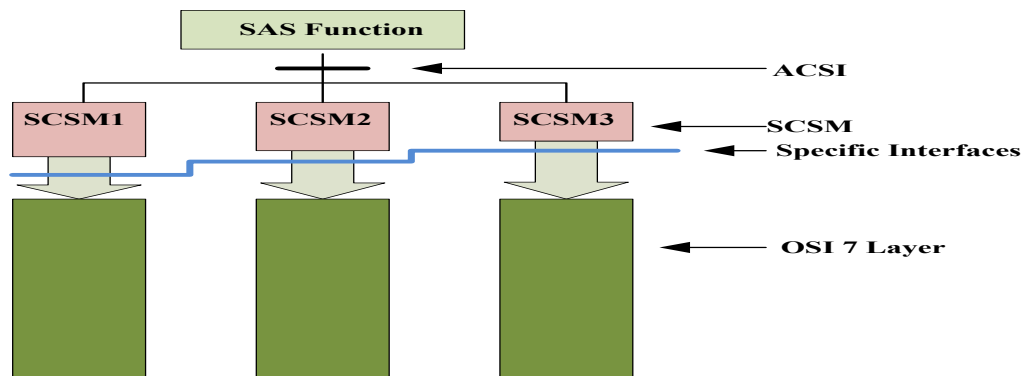 SAS Function
ACSI
SCSM1
SCSM2
SCSM3
SCSM
Specific Interfaces
OSI 7 Layer